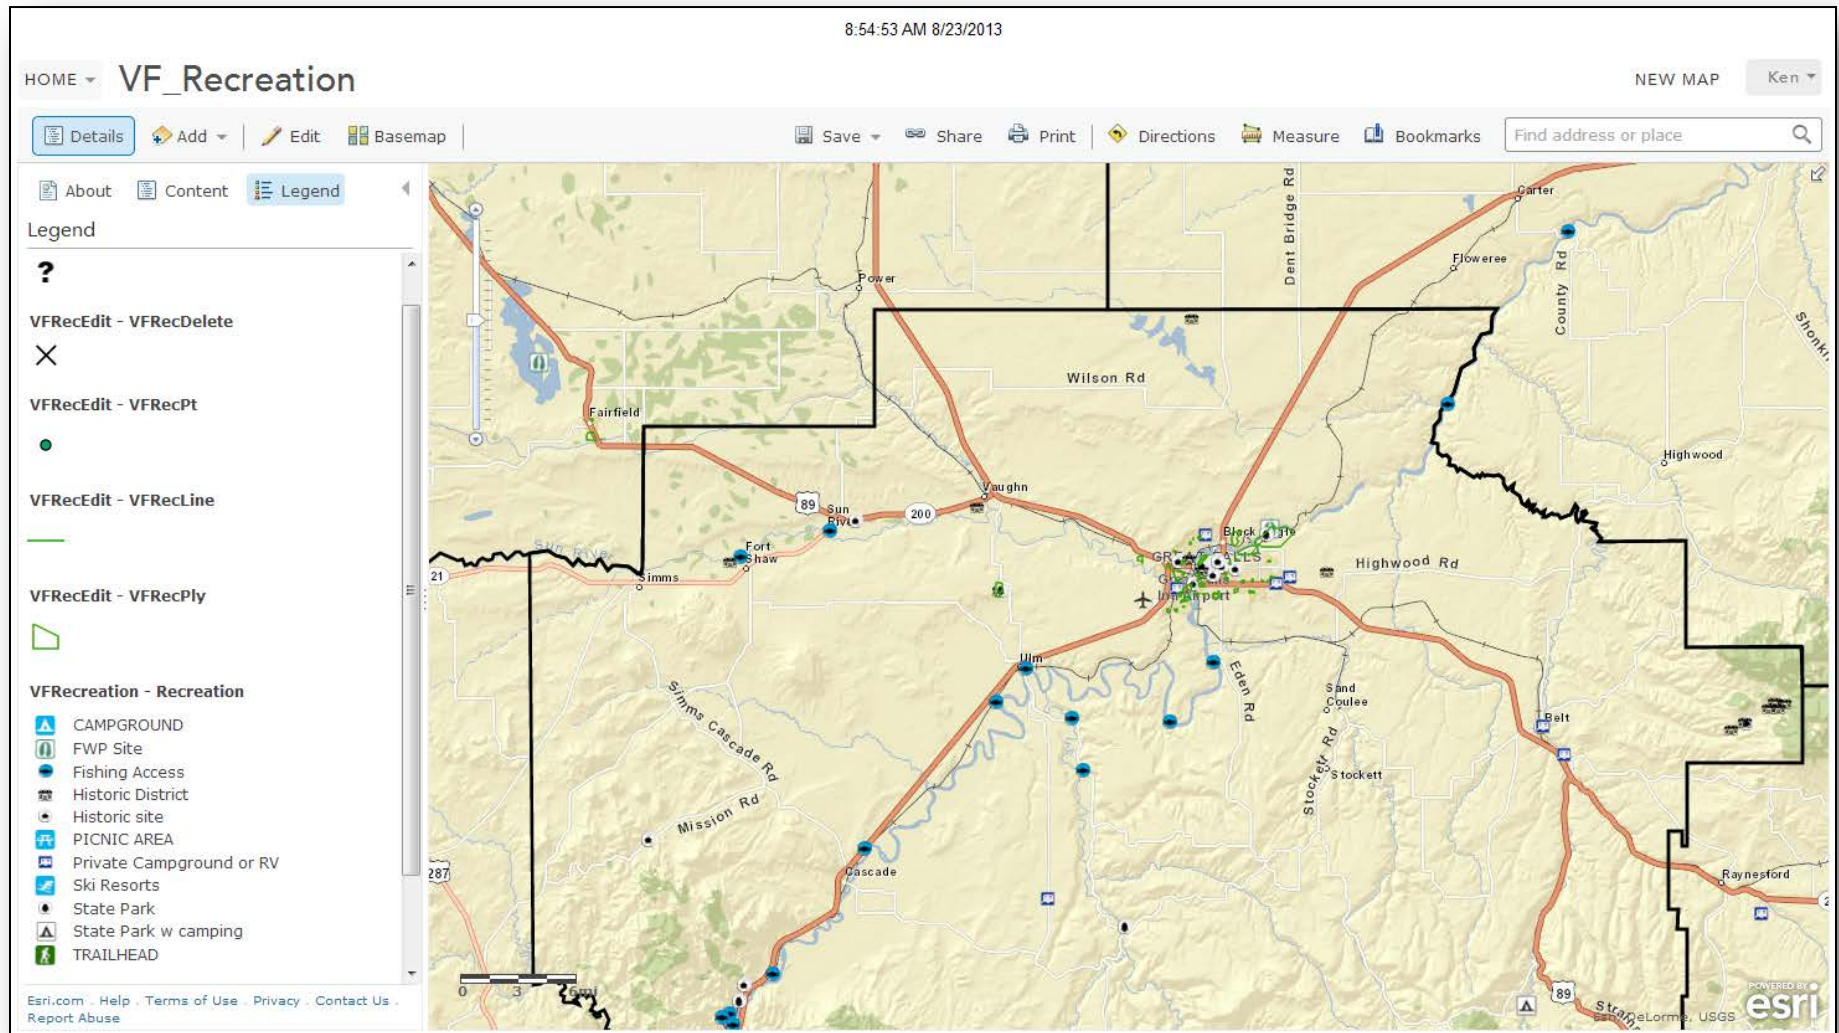 8:54:53 AM 8/23/2013
HOME VF_Recreation NEW MAP Ken
Details Add Edit Basemap Save Share Print Directions Measure Bookmarks Find address or place
About Content Legend
Legend
?
VFRecEdit - VFRecDelete
VFRecEdit - VFRecPt
VFRecEdit - VFRecLine
VFRecEdit - VFRecPly
VFRecreation - Recreation
CAMPGROUND
FWP Site
Fishing Access
Historic District
Historic site
PICNIC AREA
Private Campground or RV
Ski Resorts
State Park
State Park w camping
TRAILHEAD
Esri.com . Help . Terms of Use . Privacy . Contact Us .
Report Abuse
Carter
Dent Bridge Rd
Floweree
County Rd
Power
Wilson Rd
Fairfield
Highwood
Vaughn
89
Sun
200
Black
Fort
Shaw
Sun River
Highwood Rd
21
Simms
Airport
Ulm
Eden Rd
Sand
Coulee
Simms Cascade Rd
Belt
Stockett Rd
Stockett
Mission Rd
Cascade
287
Raynesford
0 3 6mi
89
POWERED BY
esri
DeLorme, USGS